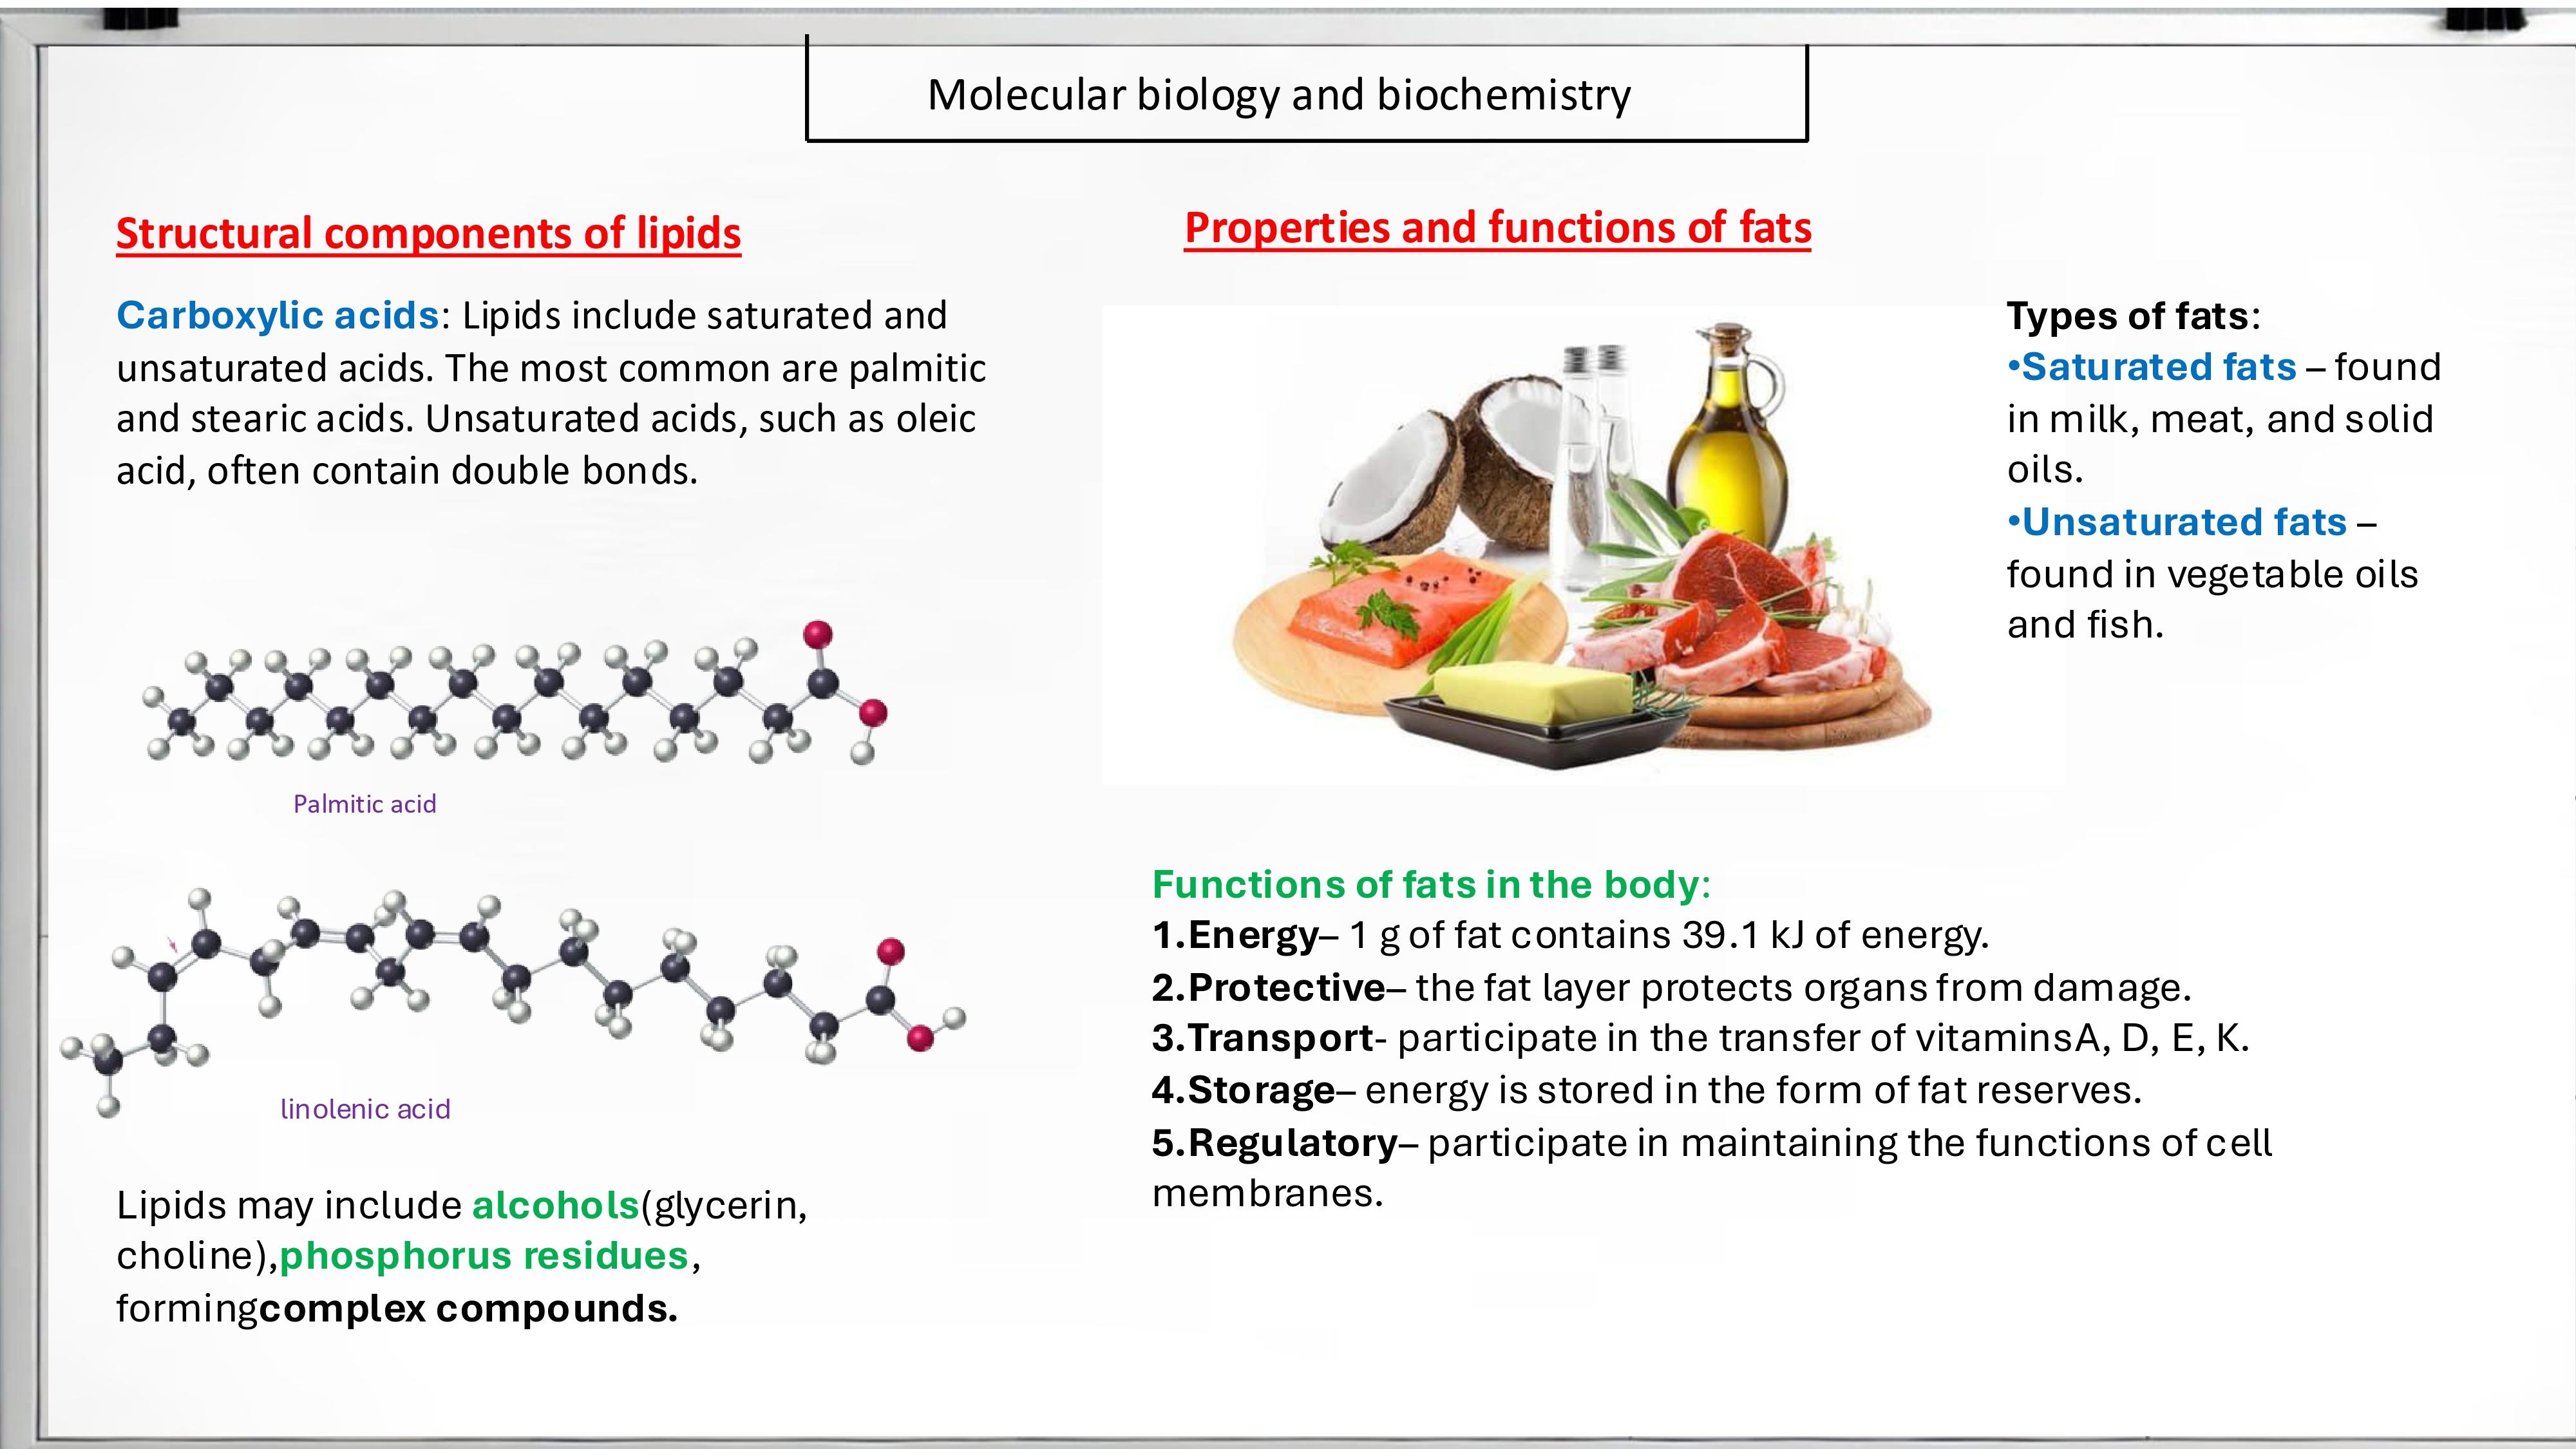 Molecular biology and biochemistry
Structural components of lipids
Carboxylic acids: Lipids include saturated and
unsaturated acids. The most common are palmitic
and stearic acids. Unsaturated acids, such as oleic
acid, often contain double bonds.
Palmitic acid
linolenic acid
Lipids may include alcohols(glycerin,
choline),phosphorus residues,
formingcomplex compounds.
Properties and functions of fats
Types of fats:
•Saturated fats – found
in milk, meat, and solid
oils.
•Unsaturated fats –
found in vegetable oils
and fish.
Functions of fats in the body:
1.Energy– 1 g of fat contains 39.1 kJ of energy.
2.Protective– the fat layer protects organs from damage.
3.Transport- participate in the transfer of vitaminsA, D, E, K.
4.Storage– energy is stored in the form of fat reserves.
5.Regulatory– participate in maintaining the functions of cell
membranes.